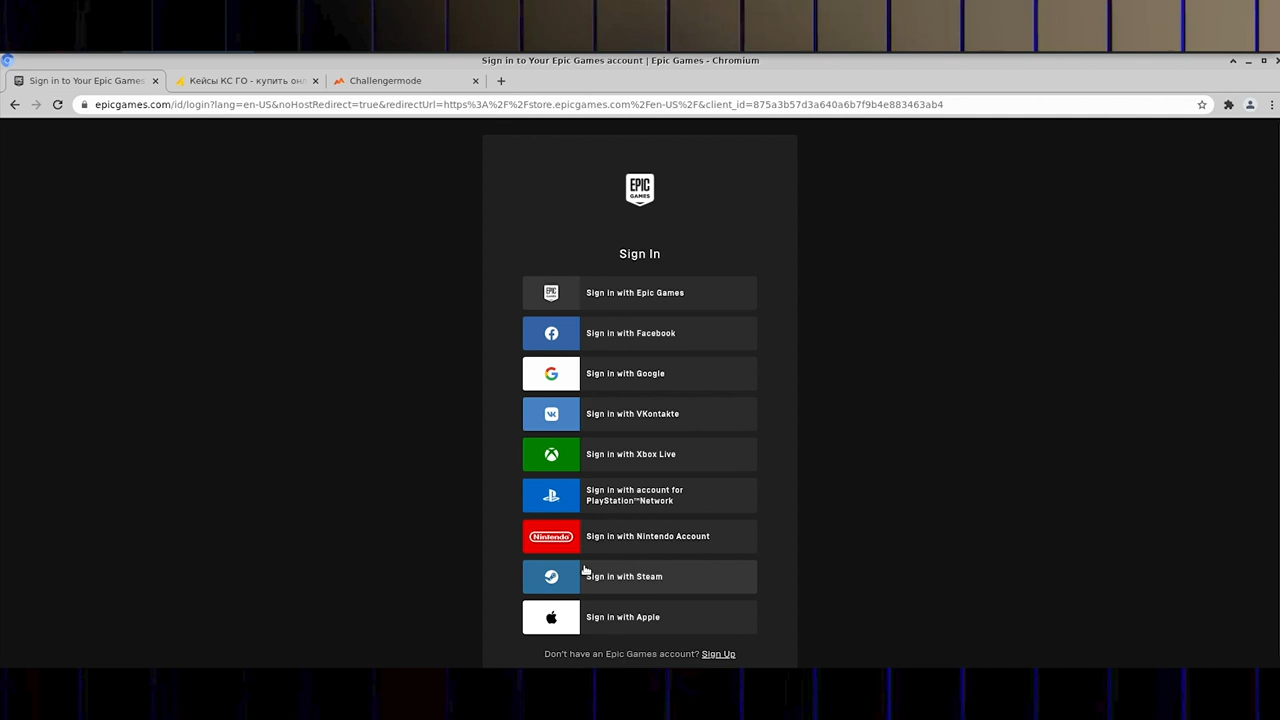 Sign in to Your Epic Games account | Epic Games - Chromium
Sign in to Your Epic Games
Кейсы КС ГО - купить онл
Challengermode
epicgames.com/id/login?lang=en-US&noHostRedirect=true&redirectUrl=https%3A%2F%2Fstore.epicgames.com%2Fen-US%2F&client_id=875a3b57d3a640a6b7f9b4e883463ab4
EPIC
GAMES
Sign In
EPIC
GAMES
Sign in with Epic Games
Sign in with Facebook
Sign in with Google
Sign in with VKontakte
Sign in with Xbox Live
Sign in with account for
PlayStation™Network
Nintendo
Sign in with Nintendo Account
Sign in with Steam
Sign in with Apple
Don't have an Epic Games account? Sign Up